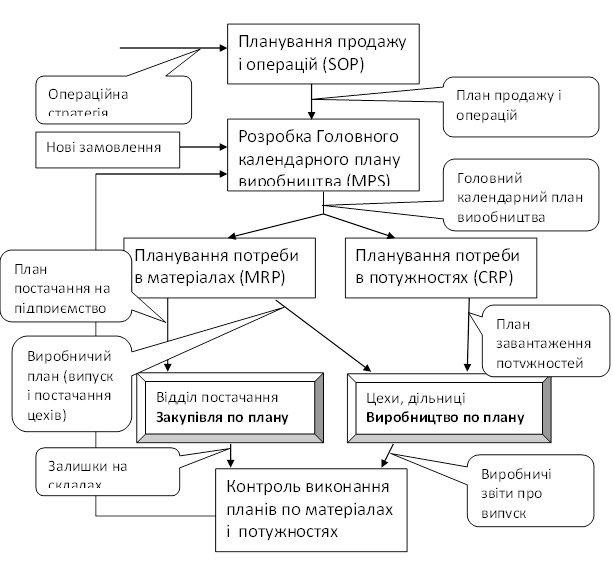 Планування продажу
і операцій (SOP)
Операційна
стратегія
План продажу і
операцій
Нові замовлення
Розробка Головного
календарного плану
виробництва (MPS)
Головний
календарний план
виробництва
Планування потреби
в матеріалах (MRP)
Планування потреби
в потужностях (CRP)
План
постачання на
підприємство
План
завантаження
потужностей
Виробничий
план (випуск
і постачання
цехів)
Відділ постачання
Закупівля по плану
Цехи, дільниці
Виробництво по плану
Залишки на
складах
Контроль виконання
планів по матеріалах
і потужностях
Виробничі
звіти про
випуск